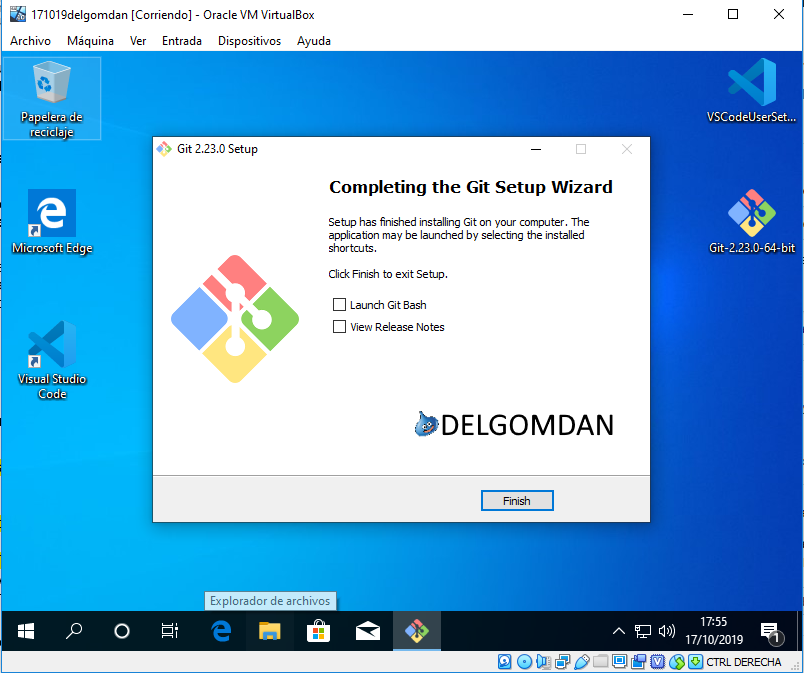 171019delgomdan [Corriendo] - Oracle VM VirtualBox
Archivo Máquina Ver Entrada Dispositivos Ayuda
Papelera de
reciclaje
VSCodeUserSet...
Microsoft Edge
Git-2.23.0-64-bit
Visual Studio
Code
Git 2.23.0 Setup
Completing the Git Setup Wizard
Setup has finished installing Git on your computer. The
application may be launched by selecting the installed
shortcuts.
Click Finish to exit Setup.
Launch Git Bash
View Release Notes
DELGOMDAN
Finish
Explorador de archivos
17:55
17/10/2019
1
CTRL DERECHA